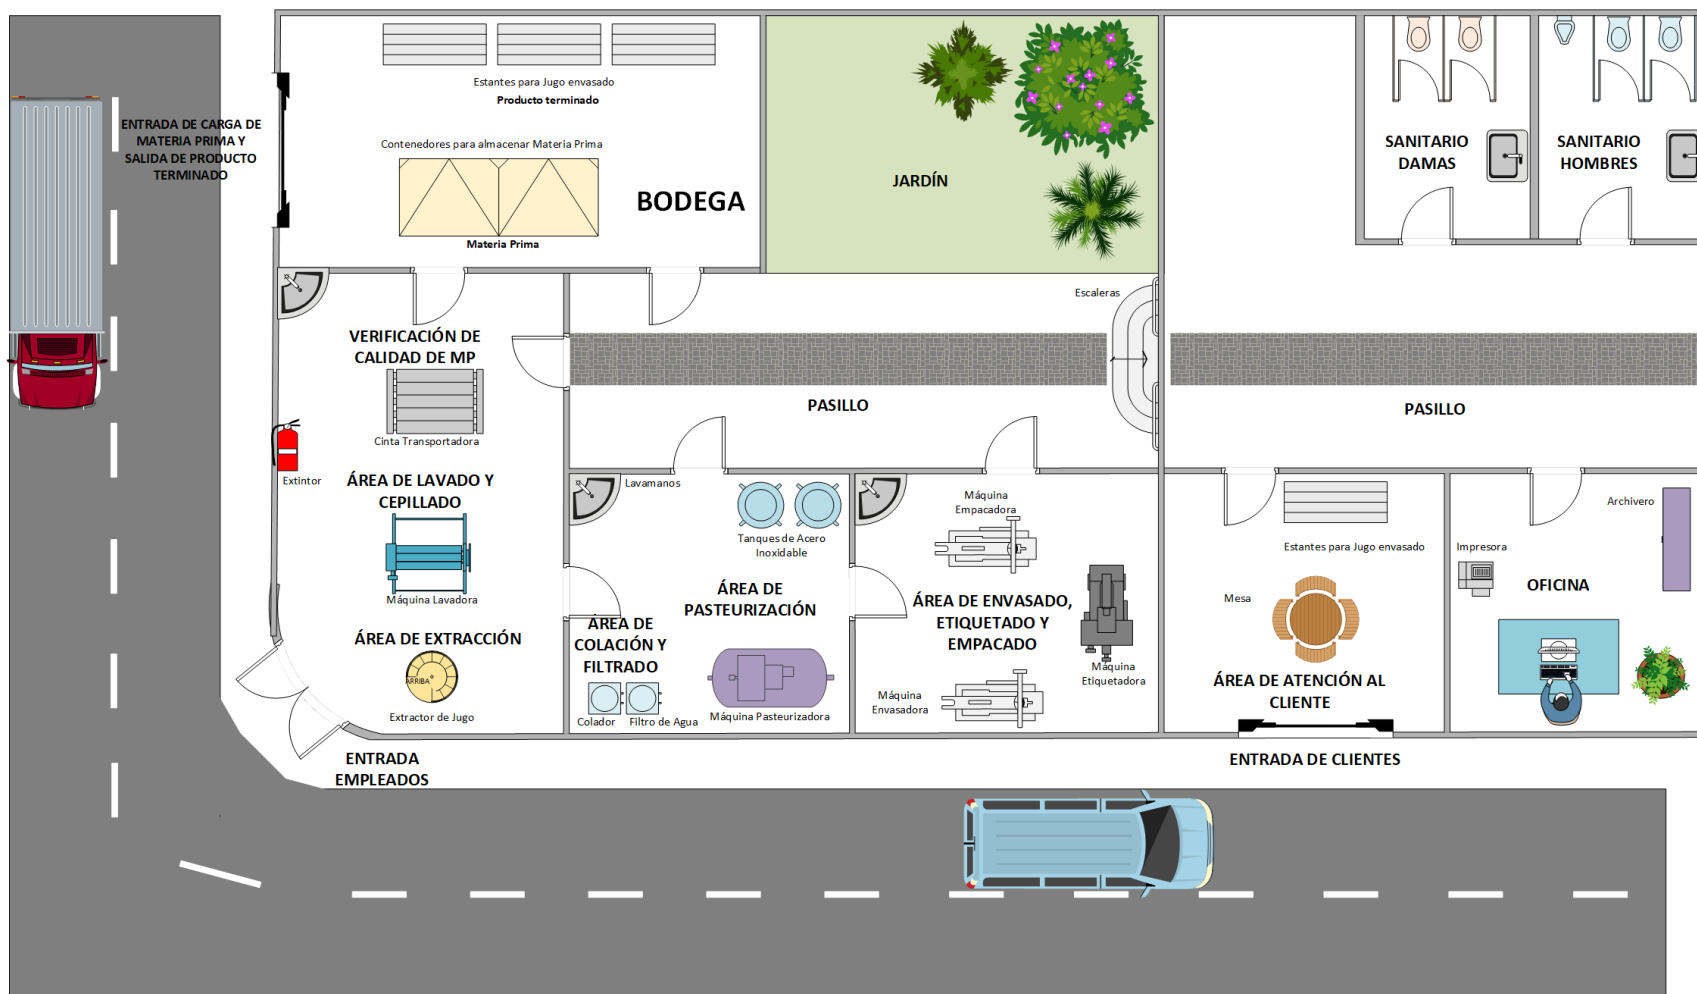 ENTRADA DE CARGA DE
MATERIA PRIMA Y
SALIDA DE PRODUCTO
TERMINADO
Estantes para Jugo envasado
Producto terminado
Contenedores para almacenar Materia Prima
BODEGA
Materia Prima
JARDÍN
SANITARIO
DAMAS
SANITARIO
HOMBRES
Escaleras
VERIFICACIÓN DE
CALIDAD DE MP
Cinta Transportadora
PASILLO
PASILLO
Extintor
ÁREA DE LAVADO Y
CEPILLADO
Máquina Lavadora
ÁREA DE EXTRACCIÓN
ARRIBA
Extractor de Jugo
Lavamanos
Tanques de Acero
Inoxidable
ÁREA DE
PASTEURIZACIÓN
ÁREA DE
COLACIÓN Y
FILTRADO
Colador
Filtro de Agua
Máquina Pasteurizadora
Máquina
Empacadora
ÁREA DE ENVASADO,
ETIQUETADO Y
EMPACADO
Máquina
Envasadora
Máquina
Etiquetadora
Estantes para Jugo envasado
Mesa
ÁREA DE ATENCIÓN AL
CLIENTE
Archivero
Impresora
OFICINA
ENTRADA
EMPLEADOS
ENTRADA DE CLIENTES